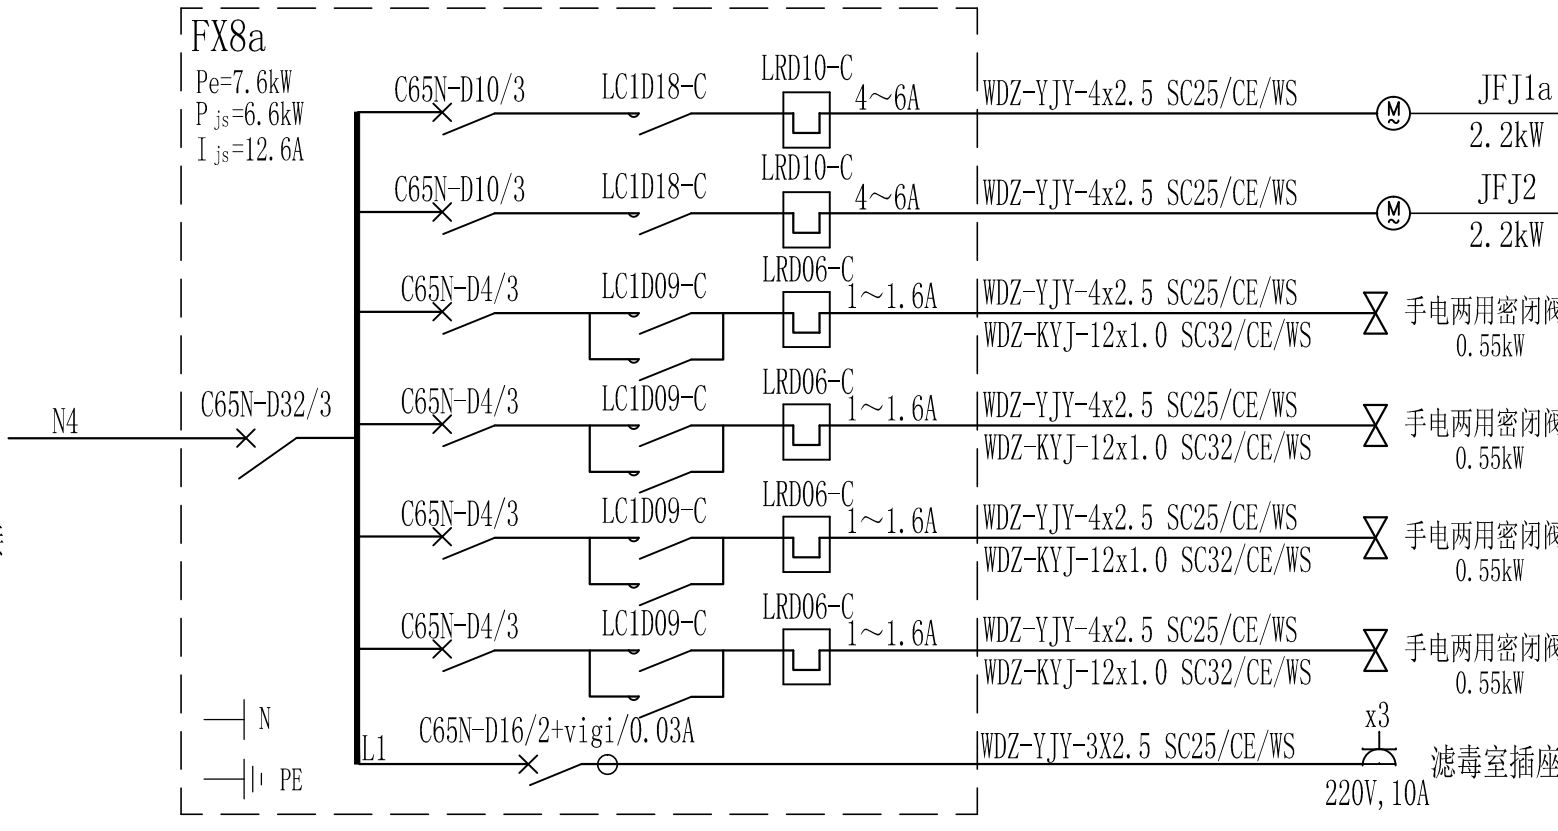 FX8a
Pe=7.6kW
Pjs=6.6kW
Ijs=12.6A
C65N-D10/3 LC1D18-C LRD10-C 4~6A WDZ-YJY-4x2.5 SC25/CE/WS M ~ JFJ1a
2.2kW
C65N-D10/3 LC1D18-C LRD10-C 4~6A WDZ-YJY-4x2.5 SC25/CE/WS M ~ JFJ2
2.2kW
C65N-D4/3 LC1D09-C LRD06-C 1~1.6A WDZ-YJY-4x2.5 SC25/CE/WS 手电两用密闭阀
WDZ-KYJ-12x1.0 SC32/CE/WS 0.55kW
N4 C65N-D32/3
C65N-D4/3 LC1D09-C LRD06-C 1~1.6A WDZ-YJY-4x2.5 SC25/CE/WS 手电两用密闭阀
WDZ-KYJ-12x1.0 SC32/CE/WS 0.55kW
C65N-D4/3 LC1D09-C LRD06-C 1~1.6A WDZ-YJY-4x2.5 SC25/CE/WS 手电两用密闭阀
WDZ-KYJ-12x1.0 SC32/CE/WS 0.55kW
C65N-D4/3 LC1D09-C LRD06-C 1~1.6A WDZ-YJY-4x2.5 SC25/CE/WS 手电两用密闭阀
WDZ-KYJ-12x1.0 SC32/CE/WS 0.55kW
N
PE
L1 C65N-D16/2+vigi/0.03A WDZ-YJY-3X2.5 SC25/CE/WS x3 滤毒室插座
220V,10A